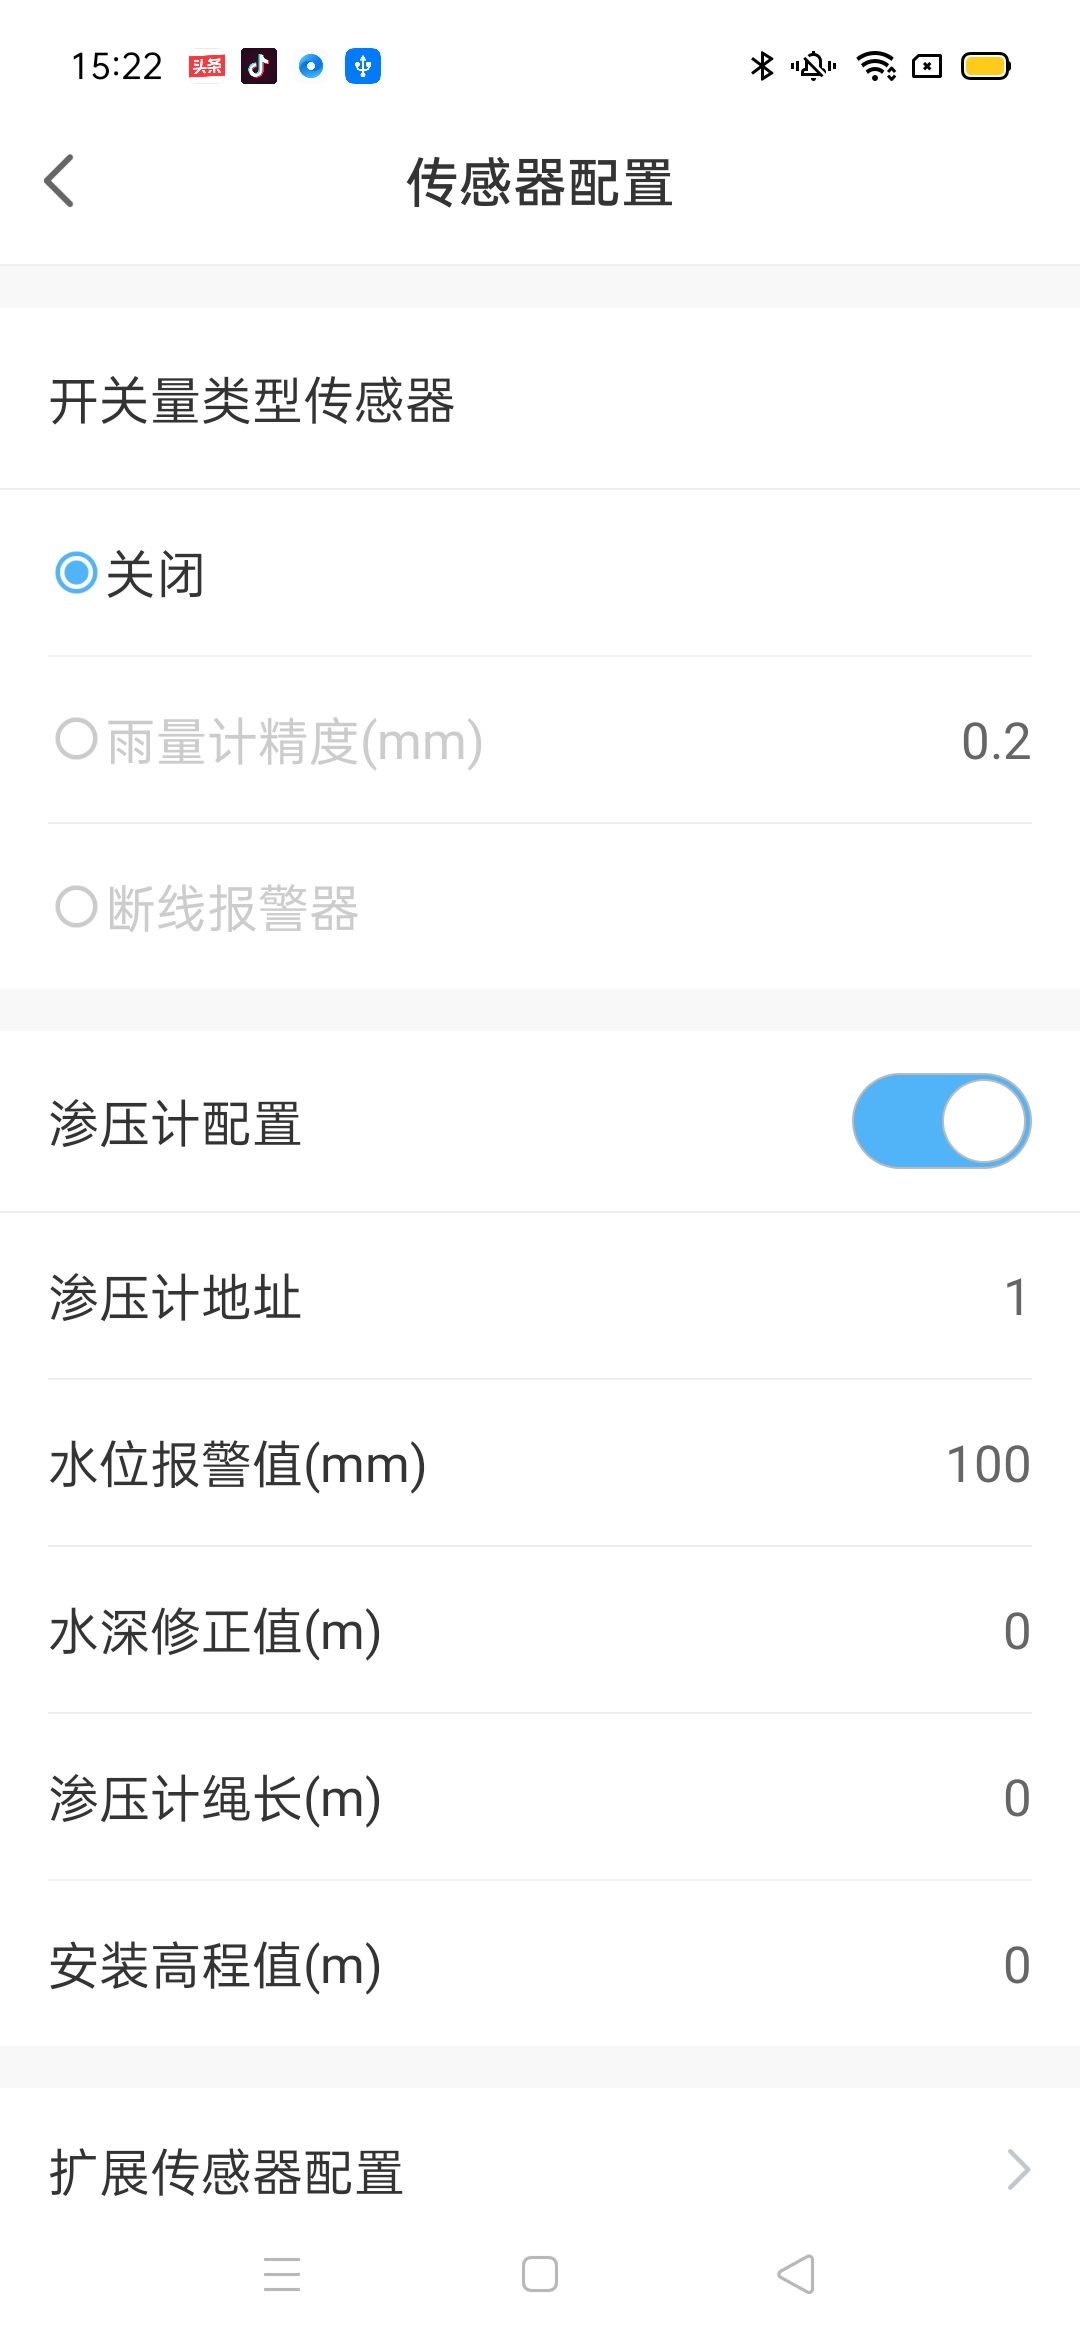 15:22 头条
传感器配置
开关量类型传感器
关闭
雨量计精度(mm) 0.2
断线报警器
渗压计配置
渗压计地址 1
水位报警值(mm) 100
水深修正值(m) 0
渗压计绳长(m) 0
安装高程值(m) 0
扩展传感器配置